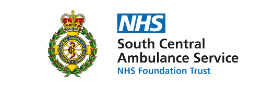 NHS
South Central
Ambulance Service
NHS Foundation Trust